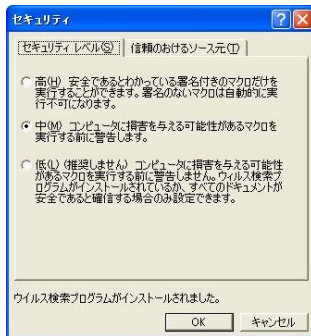 セキュリティ
セキュリティ レベル(S) 信頼のおけるソース元(T)
高(H) 安全であるとわかっている署名付きのマクロだけを
実行することができます。署名のないマクロは自動的に実
行不可になります。
中(M) コンピュータに損害を与える可能性があるマクロを
実行する前に警告します。
低(L) (推奨しません) コンピュータに損害を与える可能性
があるマクロを実行する前に警告しません。ウィルス検索プ
ログラムがインストールされているか、すべてのドキュメントが
安全であると確信する場合のみ設定できます。
ウイルス検索プログラムがインストールされました。
OK キャンセル